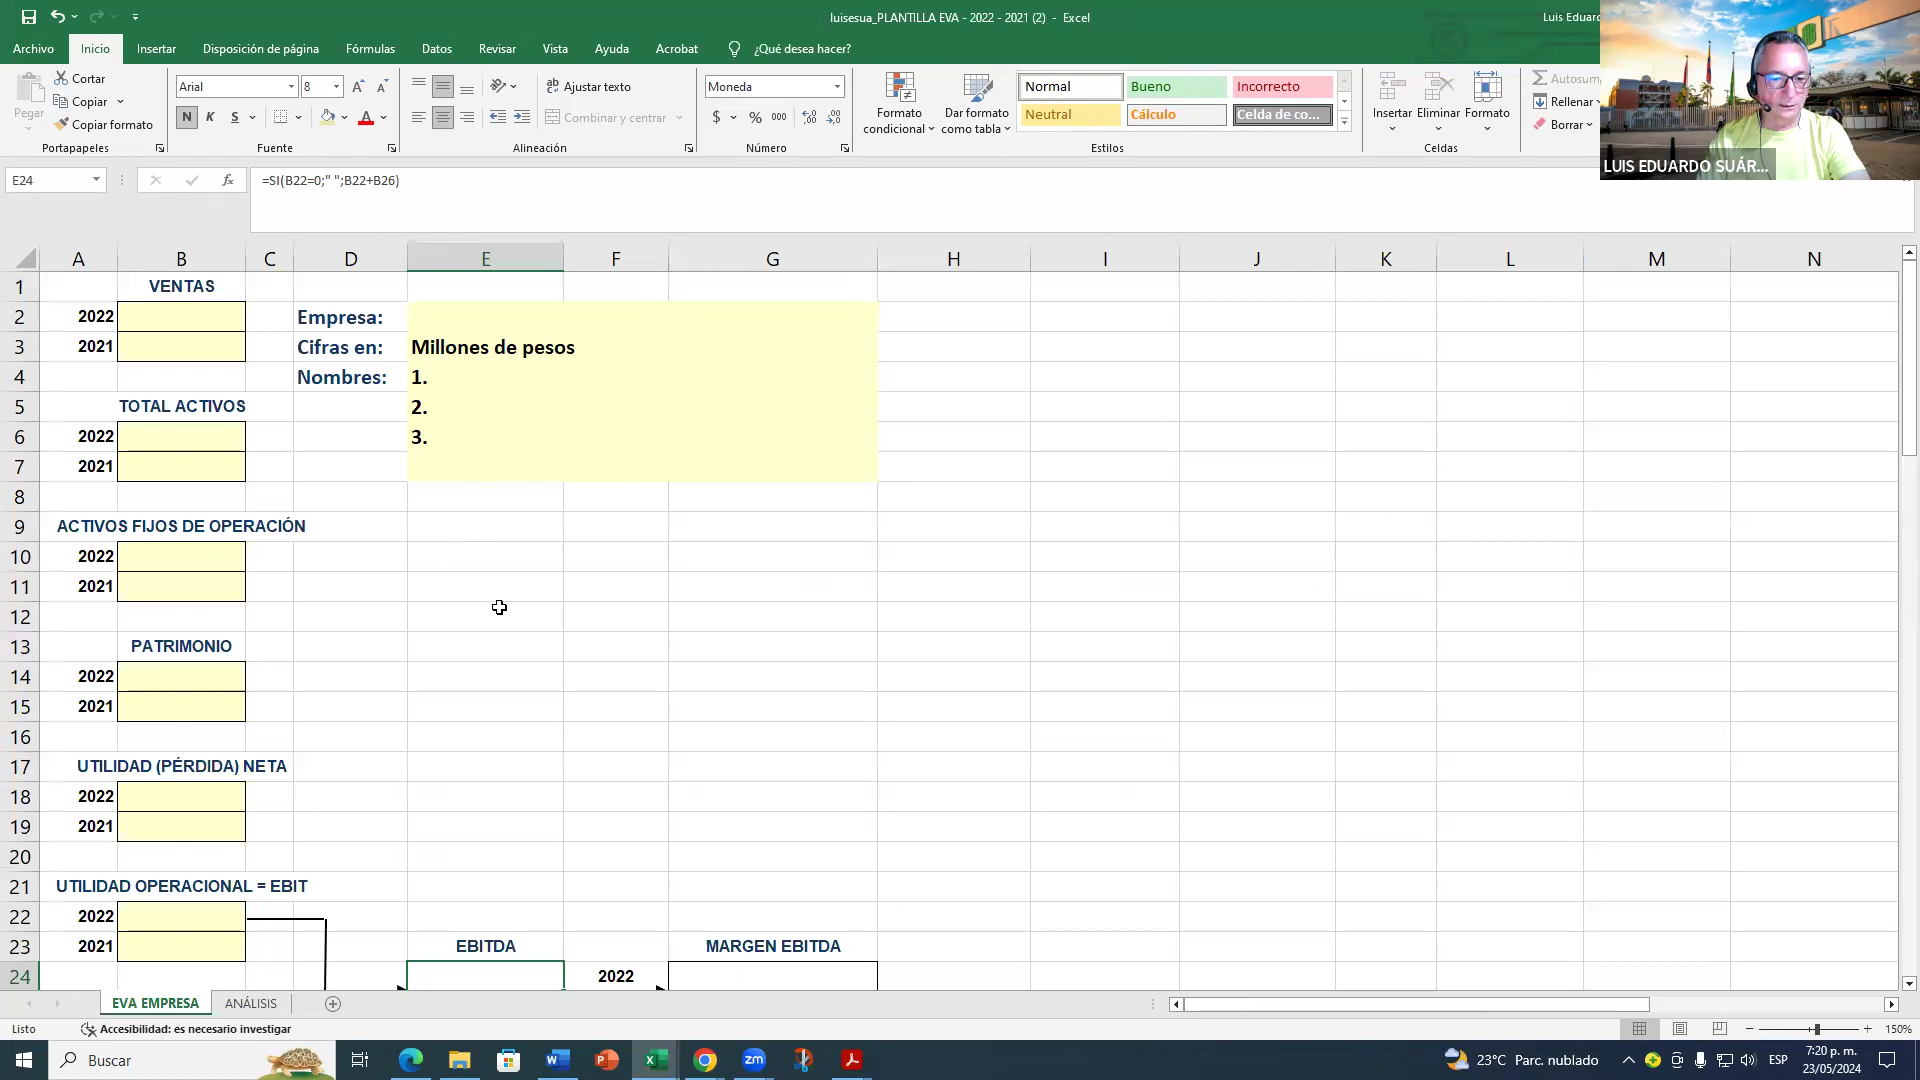 luisesua_PLANTILLA EVA - 2022 - 2021 (2) - Excel
Luis Eduardo
Archivo Inicio Insertar Disposición de página Fórmulas Datos Revisar Vista Ayuda Acrobat ¿Qué desea hacer?
Pegar
Cortar
Copiar
Copiar formato
Portapapeles
Arial 8
N K S
Fuente
Ajustar texto
Combinar y centrar
Alineación
Moneda
$ % 000
Número
Formato condicional
Dar formato como tabla
Normal Bueno Incorrecto
Neutral Cálculo Celda de co...
Estilos
Insertar Eliminar Formato
Celdas
Autosum
Rellenar
Borrar
LUIS EDUARDO SUÁR...
E24 fx =SI(B22=0;" ";B22+B26)
A B C D E F G H I J K L M N
1 VENTAS
2 2022 Empresa:
3 2021 Cifras en: Millones de pesos
4 Nombres: 1.
5 TOTAL ACTIVOS 2.
6 2022 3.
7 2021
8
9 ACTIVOS FIJOS DE OPERACIÓN
10 2022
11 2021
12
13 PATRIMONIO
14 2022
15 2021
16
17 UTILIDAD (PÉRDIDA) NETA
18 2022
19 2021
20
21 UTILIDAD OPERACIONAL = EBIT
22 2022
23 2021 EBITDA MARGEN EBITDA
24 2022
EVA EMPRESA ANÁLISIS
Listo Accesibilidad: es necesario investigar 150%
Buscar
23°C Parc. nublado ESP 7:20 p. m.
23/05/2024